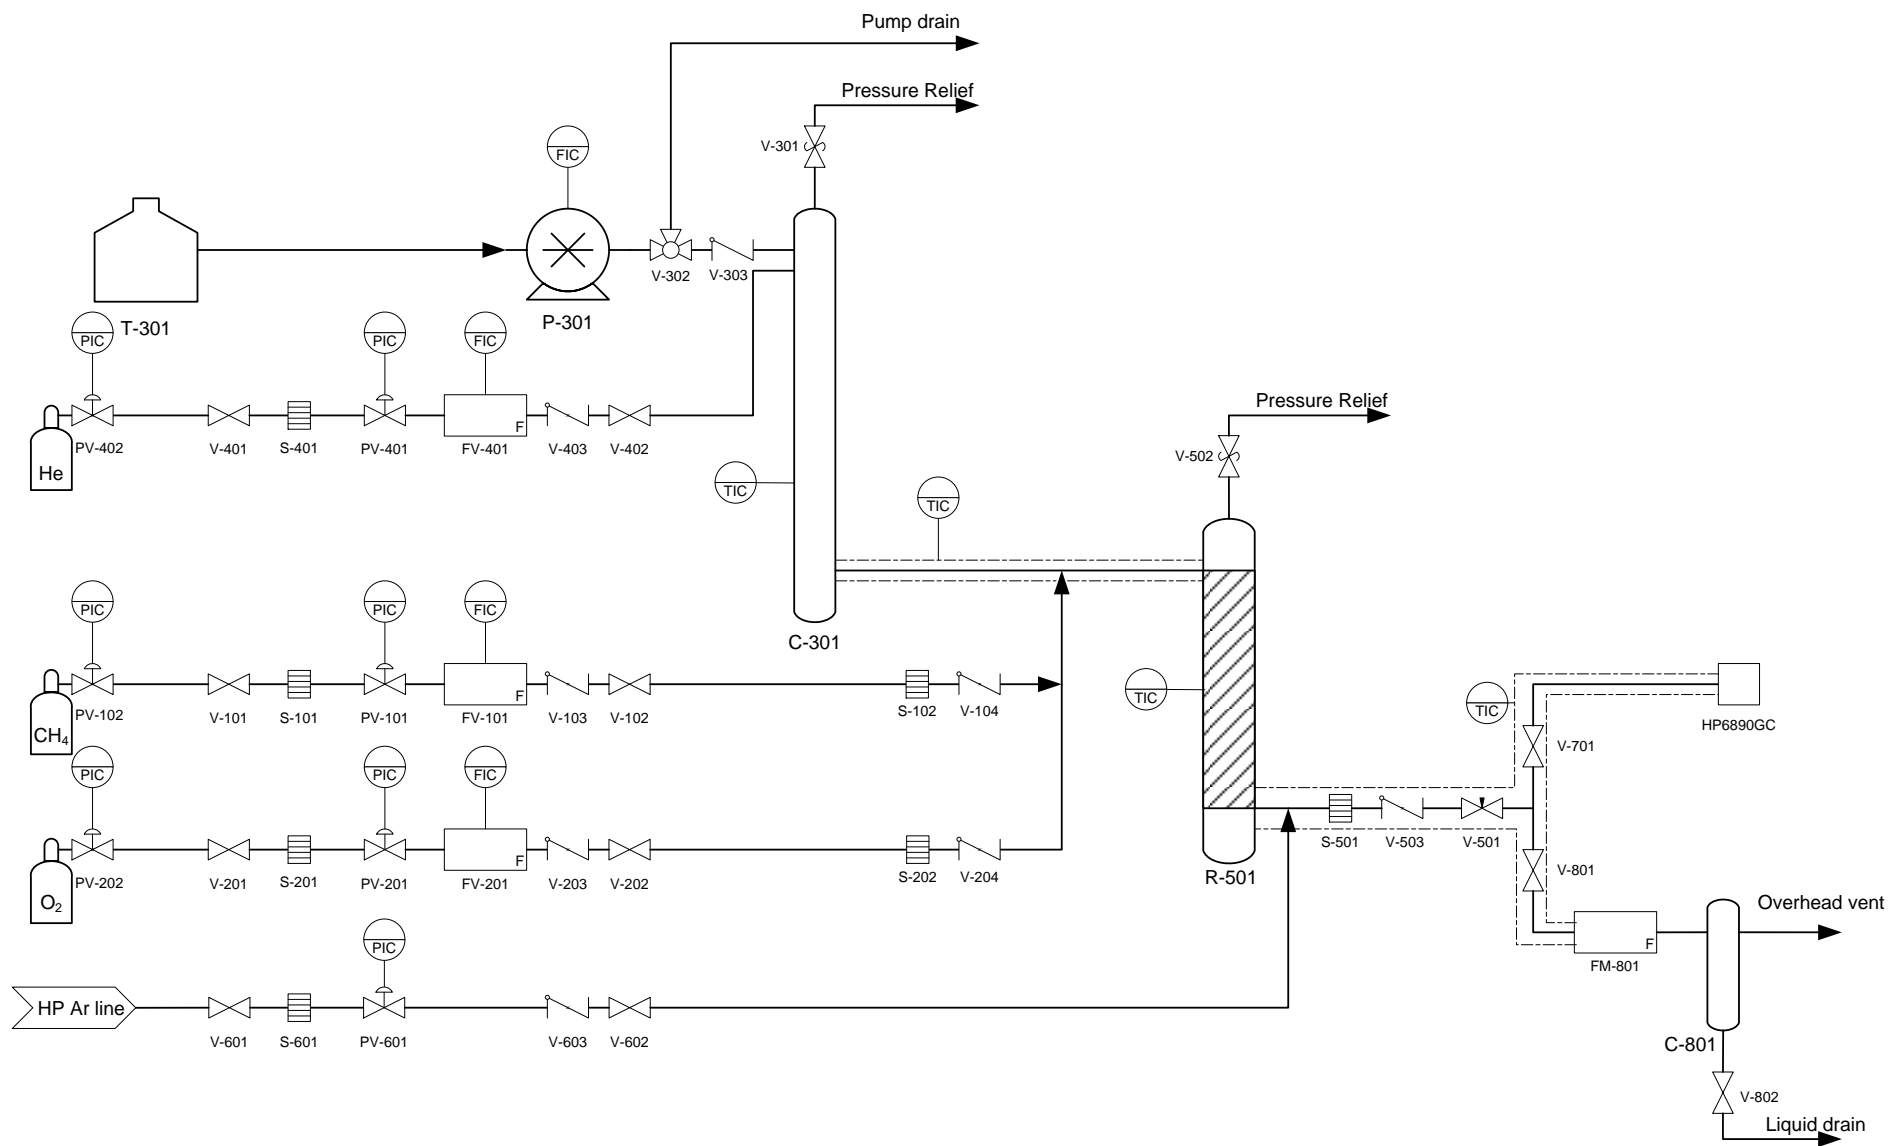 Pump drain
Pressure Relief
V-301
FIC
V-302
V-303
T-301
P-301
PIC
PIC
FIC
PV-402
V-401
S-401
PV-401
F
FV-401
V-403
V-402
He
Pressure Relief
V-502
TIC
TIC
C-301
PIC
PIC
FIC
PV-102
V-101
S-101
PV-101
F
FV-101
V-103
V-102
S-102
V-104
CH4
TIC
TIC
HP6890GC
V-701
PIC
PIC
FIC
PV-202
V-201
S-201
PV-201
F
FV-201
V-203
V-202
S-202
V-204
O2
R-501
S-501
V-503
V-501
V-801
Overhead vent
F
FM-801
PIC
HP Ar line
V-601
S-601
PV-601
V-603
V-602
C-801
V-802
Liquid drain